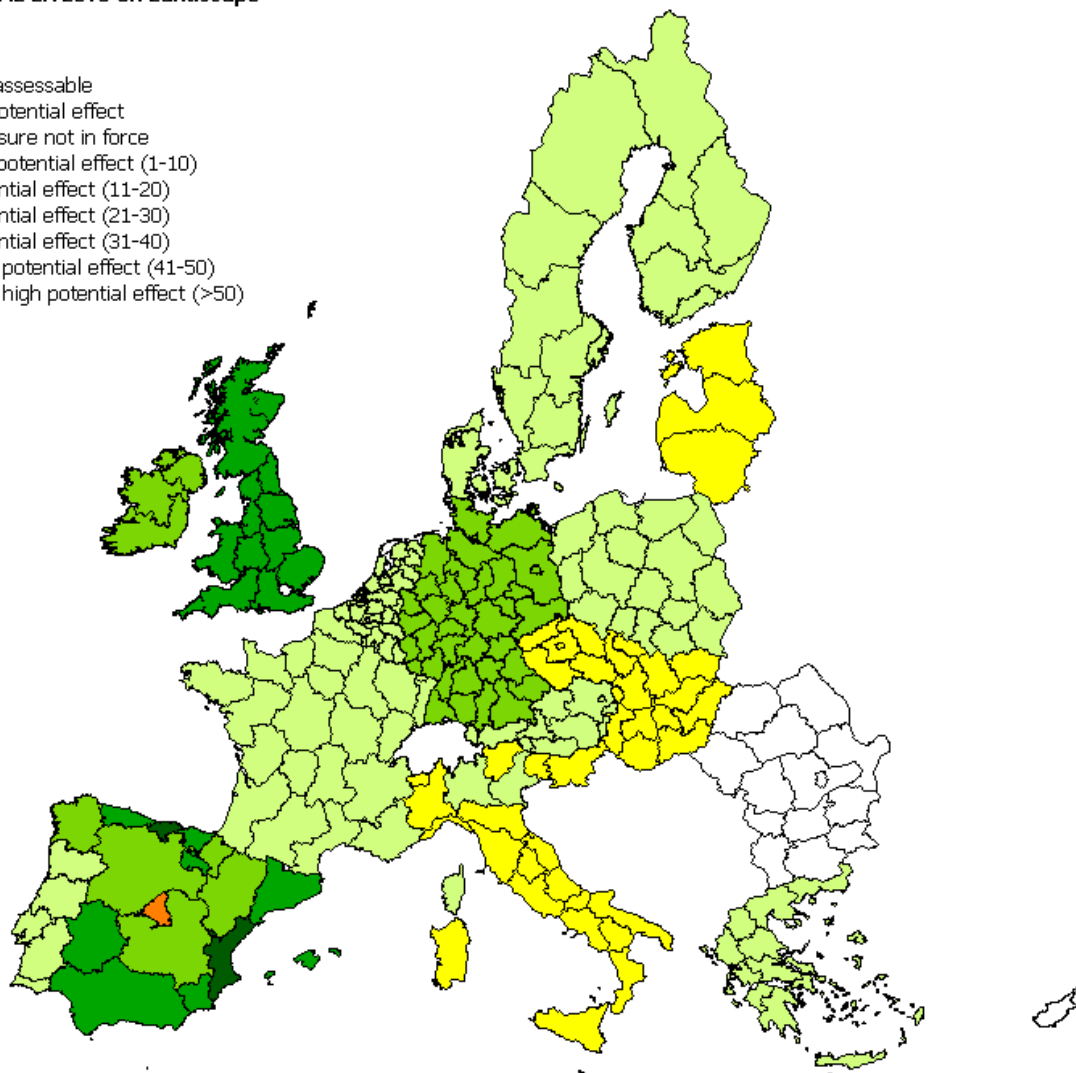 assessable
otential effect
sure not in force
potential effect (1-10)
ntial effect (11-20)
ntial effect (21-30)
ntial effect (31-40)
potential effect (41-50)
high potential effect (>50)